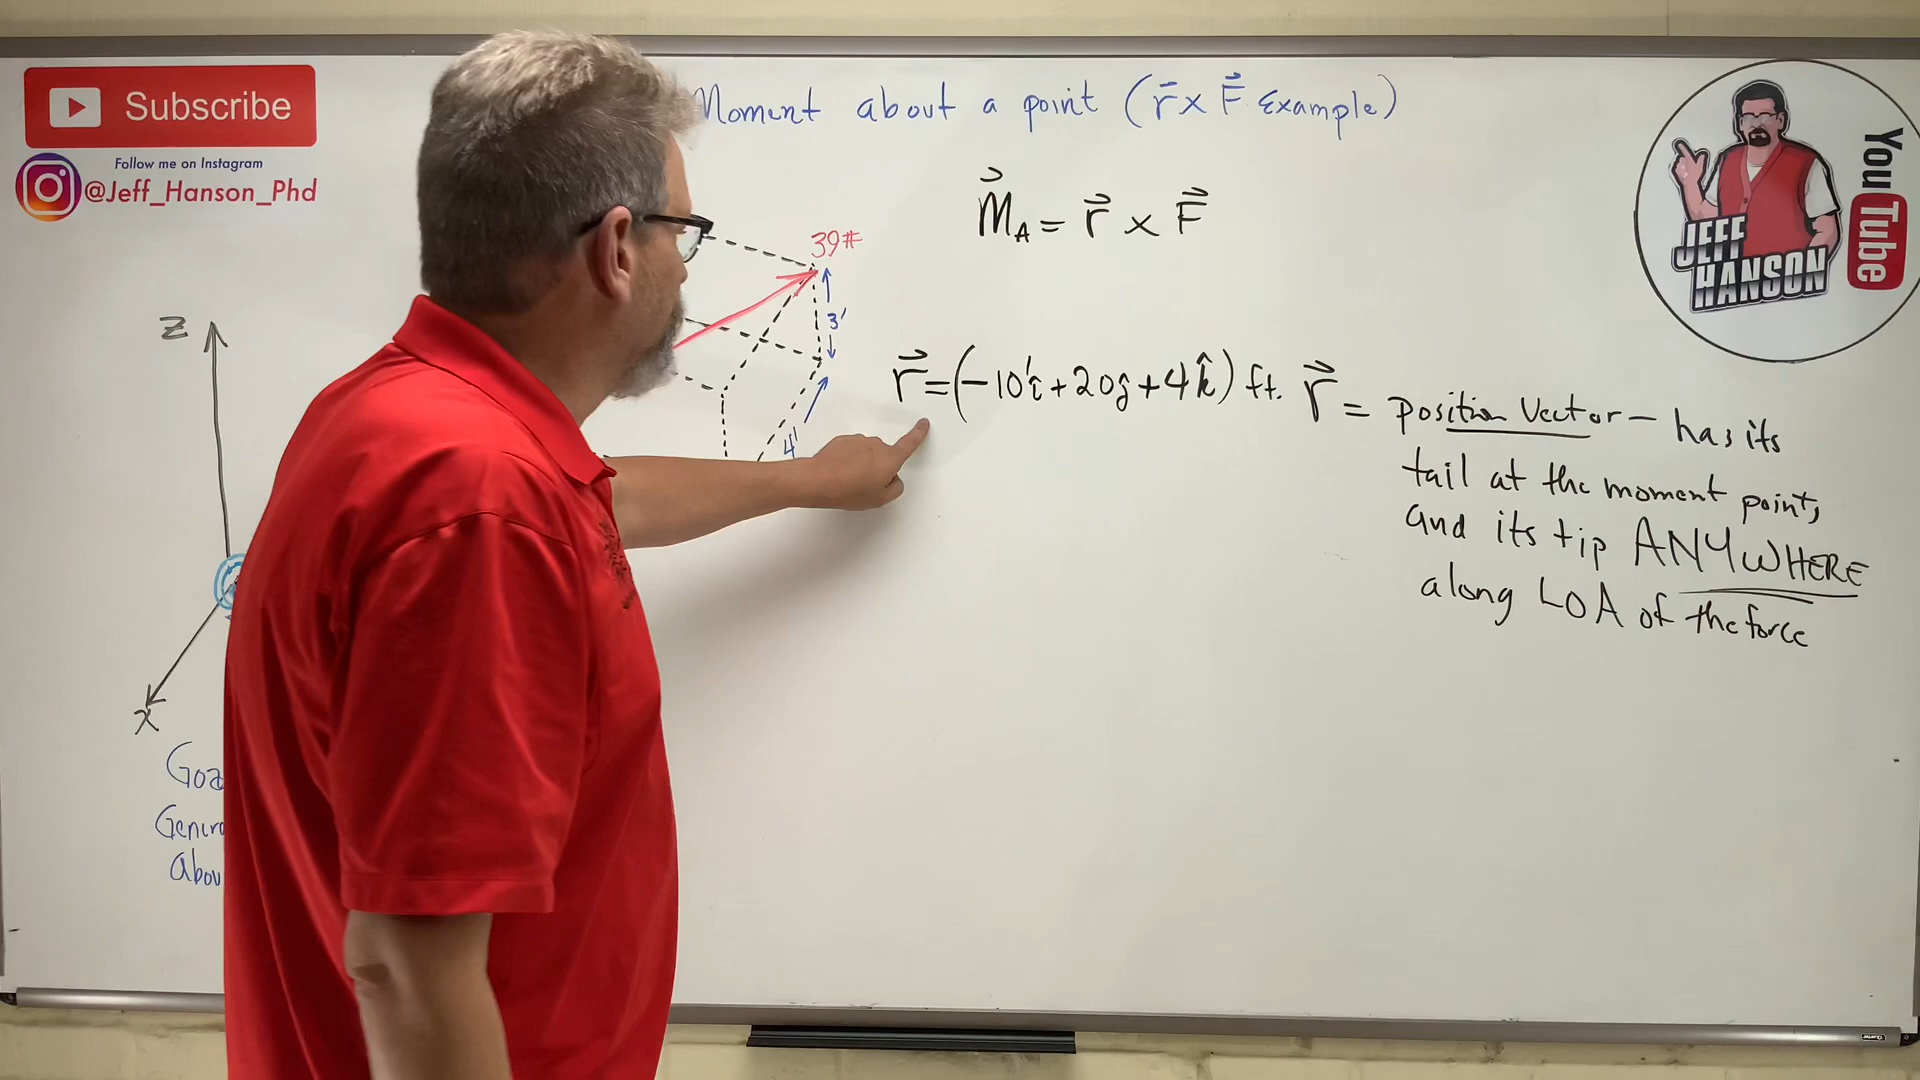 Subscribe
Follow me on Instagram
@Jeff_Hanson_Phd
Moment about a point (r⃗ x F⃗ Example)
M⃗A = r⃗ x F⃗
39#
3'
4'
Z
X
r⃗ = (-10'i + 20ĵ + 4k̂) ft.
r⃗ = position vector - has its
tail at the moment point,
and its tip ANYWHERE
along LOA of the force
JEFF
HANSON
YouTube